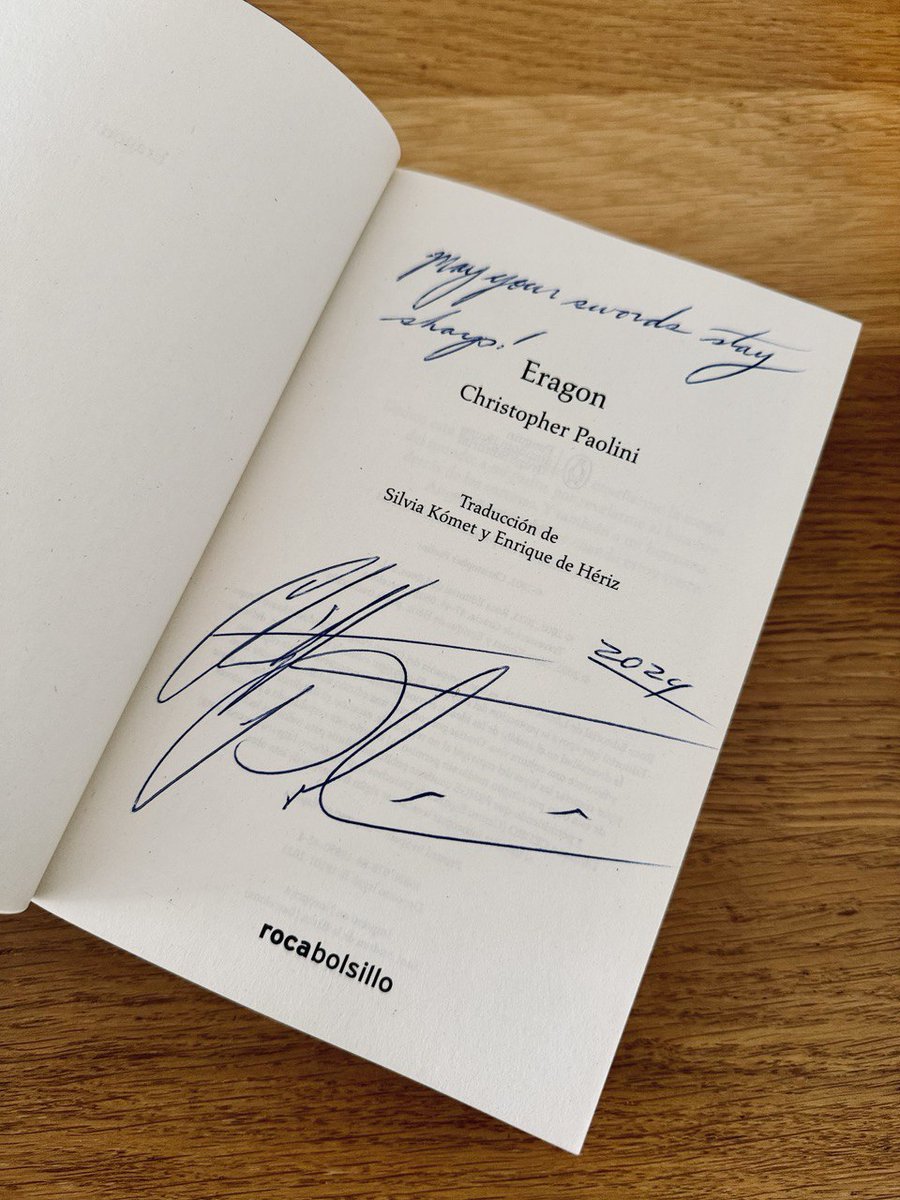 May your swords stay
sharp!
Eragon
Christopher Paolini
Traducción de
Silvia Kómet y Enrique de Hériz
2024
rocabolsillo